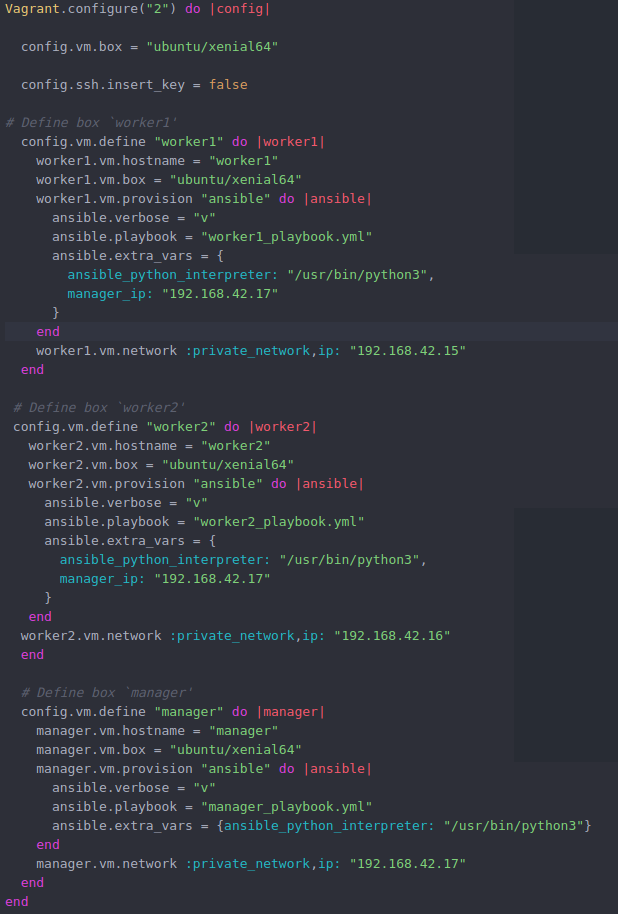 Vagrant.configure("2") do |config|

  config.vm.box = "ubuntu/xenial64"

  config.ssh.insert_key = false

# Define box `worker1'
  config.vm.define "worker1" do |worker1|
    worker1.vm.hostname = "worker1"
    worker1.vm.box = "ubuntu/xenial64"
    worker1.vm.provision "ansible" do |ansible|
      ansible.verbose = "v"
      ansible.playbook = "worker1_playbook.yml"
      ansible.extra_vars = {
        ansible_python_interpreter: "/usr/bin/python3",
        manager_ip: "192.168.42.17"
      }
    end
    worker1.vm.network :private_network,ip: "192.168.42.15"
  end

 # Define box `worker2'
 config.vm.define "worker2" do |worker2|
   worker2.vm.hostname = "worker2"
   worker2.vm.box = "ubuntu/xenial64"
   worker2.vm.provision "ansible" do |ansible|
     ansible.verbose = "v"
     ansible.playbook = "worker2_playbook.yml"
     ansible.extra_vars = {
       ansible_python_interpreter: "/usr/bin/python3",
       manager_ip: "192.168.42.17"
     }
   end
  worker2.vm.network :private_network,ip: "192.168.42.16"
  end

  # Define box `manager'
  config.vm.define "manager" do |manager|
    manager.vm.hostname = "manager"
    manager.vm.box = "ubuntu/xenial64"
    manager.vm.provision "ansible" do |ansible|
      ansible.verbose = "v"
      ansible.playbook = "manager_playbook.yml"
      ansible.extra_vars = {ansible_python_interpreter: "/usr/bin/python3"}
    end
    manager.vm.network :private_network,ip: "192.168.42.17"
  end
end